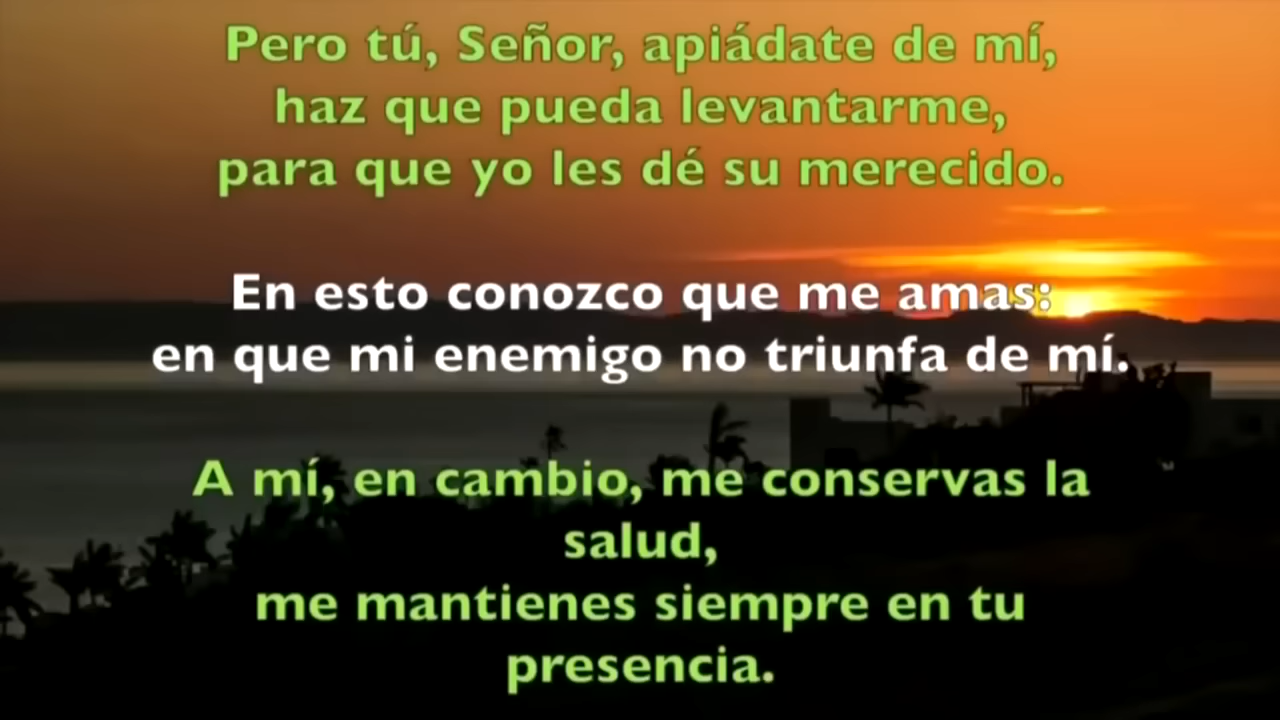 Pero tú, Señor, apiádate de mí,
haz que pueda levantarme,
para que yo les dé su merecido.
En esto conozco que me amas:
en que mi enemigo no triunfa de mí.
A mí, en cambio, me conservas la
salud,
me mantienes siempre en tu
presencia.